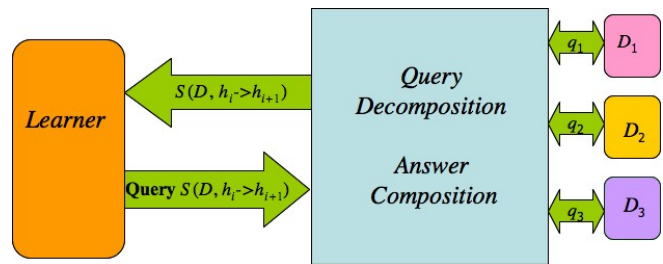 Learner
S(D, hᵢ->hᵢ₊₁)
Query S(D, hᵢ->hᵢ₊₁)
Query
Decomposition
Answer
Composition
q₁
D₁
q₂
D₂
q₃
D₃